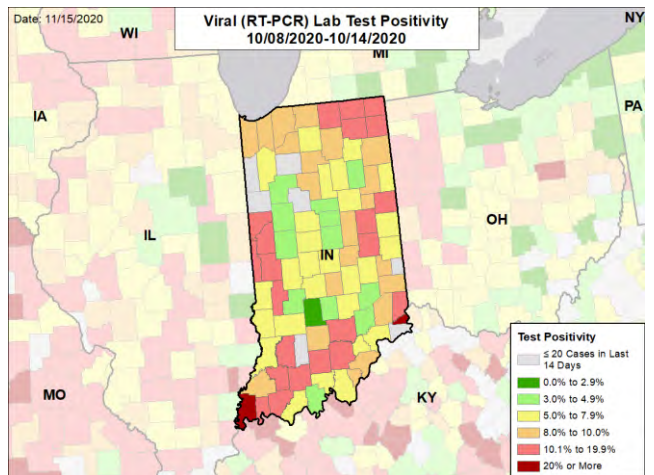 Date: 11/15/2020
Viral (RT-PCR) Lab Test Positivity
10/08/2020-10/14/2020
NY
WI
MI
IA
PA
IL
OH
IN
MO
KY
Test Positivity
≤ 20 Cases in Last
14 Days
0.0% to 2.9%
3.0% to 4.9%
5.0% to 7.9%
8.0% to 10.0%
10.1% to 19.9%
20% or More